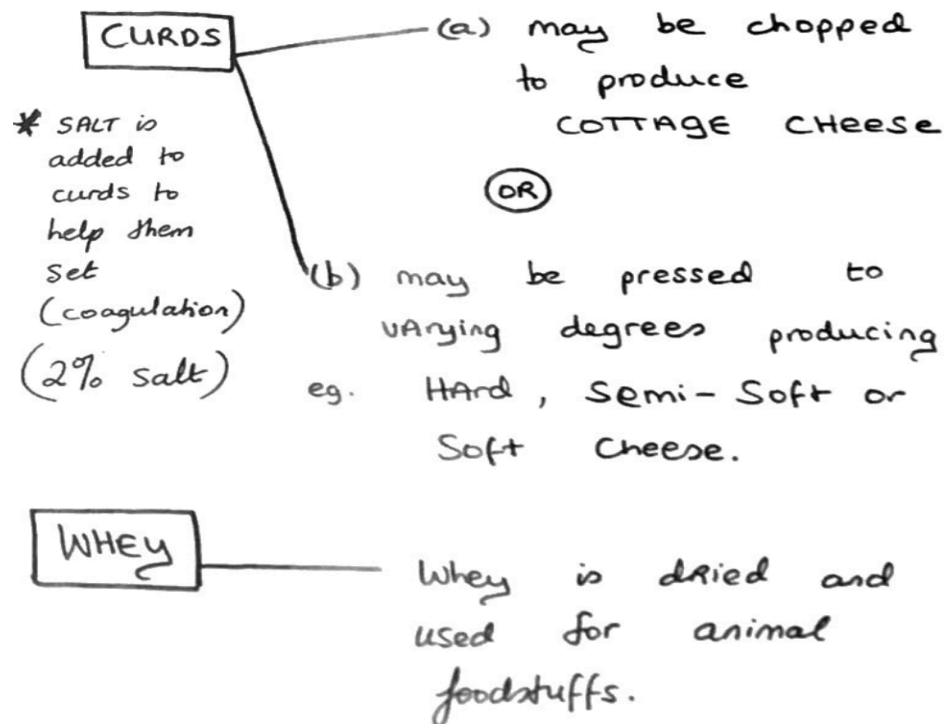 CURDS
(a) may be chopped
to produce
COTTAGE CHeese
* SALT is
added to
curds to
help them
set
(coagulation)
(2% salt)
OR
(b) may be pressed to
vArying degrees producing
eg. HArd, Semi-Soft or
Soft Cheese.
WHEY
Whey is dRied and
used for animal
foodstuffs.